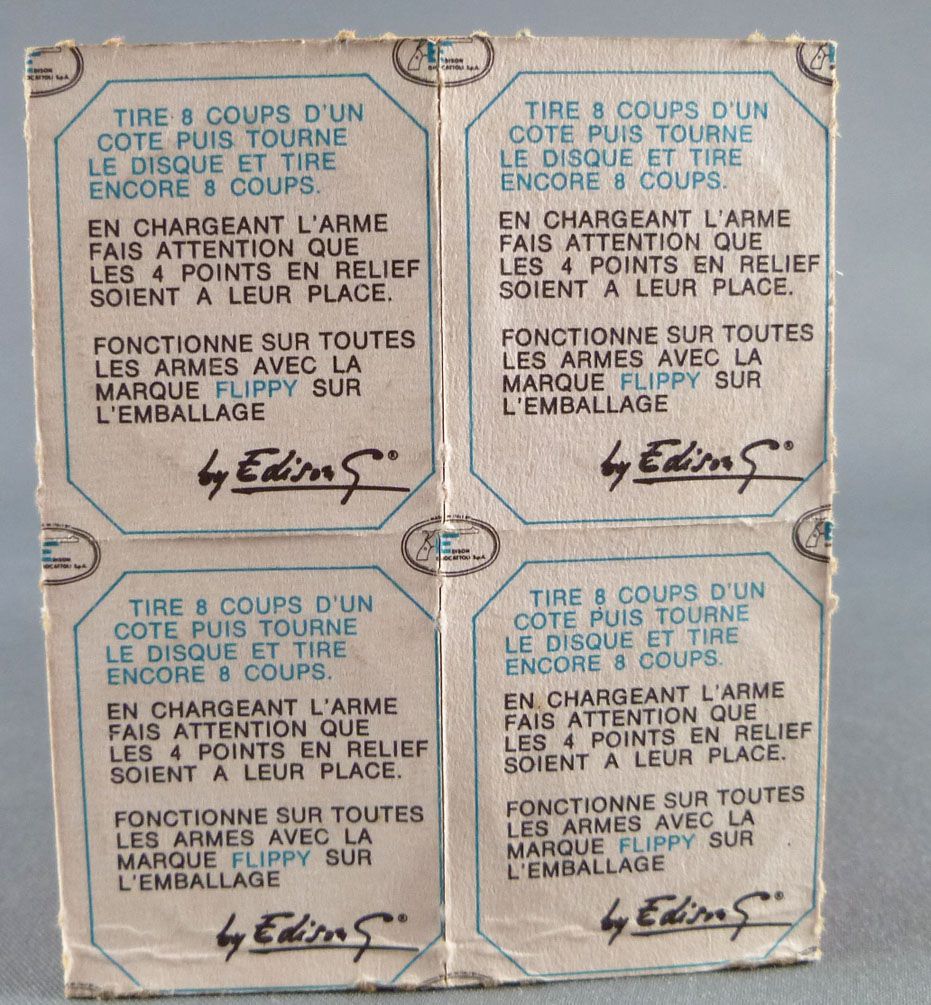 EDISON
GIOCATTOLI S.p.A.
EDISON
GIOCATTOLI S.p.A.
TIRE 8 COUPS D'UN
COTE PUIS TOURNE
LE DISQUE ET TIRE
ENCORE 8 COUPS.
EN CHARGEANT L'ARME
FAIS ATTENTION QUE
LES 4 POINTS EN RELIEF
SOIENT A LEUR PLACE.
FONCTIONNE SUR TOUTES
LES ARMES AVEC LA
MARQUE FLIPPY SUR
L'EMBALLAGE
by Edison G®
TIRE 8 COUPS D'UN
COTE PUIS TOURNE
LE DISQUE ET TIRE
ENCORE 8 COUPS.
EN CHARGEANT L'ARME
FAIS ATTENTION QUE
LES 4 POINTS EN RELIEF
SOIENT A LEUR PLACE.
FONCTIONNE SUR TOUTES
LES ARMES AVEC LA
MARQUE FLIPPY SUR
L'EMBALLAGE
by Edison G®
EDISON
GIOCATTOLI S.p.A.
EDISON
GIOCATTOLI S.p.A.
TIRE 8 COUPS D'UN
COTE PUIS TOURNE
LE DISQUE ET TIRE
ENCORE 8 COUPS.
EN CHARGEANT L'ARME
FAIS ATTENTION QUE
LES 4 POINTS EN RELIEF
SOIENT A LEUR PLACE.
FONCTIONNE SUR TOUTES
LES ARMES AVEC LA
MARQUE FLIPPY SUR
L'EMBALLAGE
by Edison G®
TIRE 8 COUPS D'UN
COTE PUIS TOURNE
LE DISQUE ET TIRE
ENCORE 8 COUPS.
EN CHARGEANT L'ARME
FAIS ATTENTION QUE
LES 4 POINTS EN RELIEF
SOIENT A LEUR PLACE.
FONCTIONNE SUR TOUTES
LES ARMES AVEC LA
MARQUE FLIPPY SUR
L'EMBALLAGE
by Edison G®